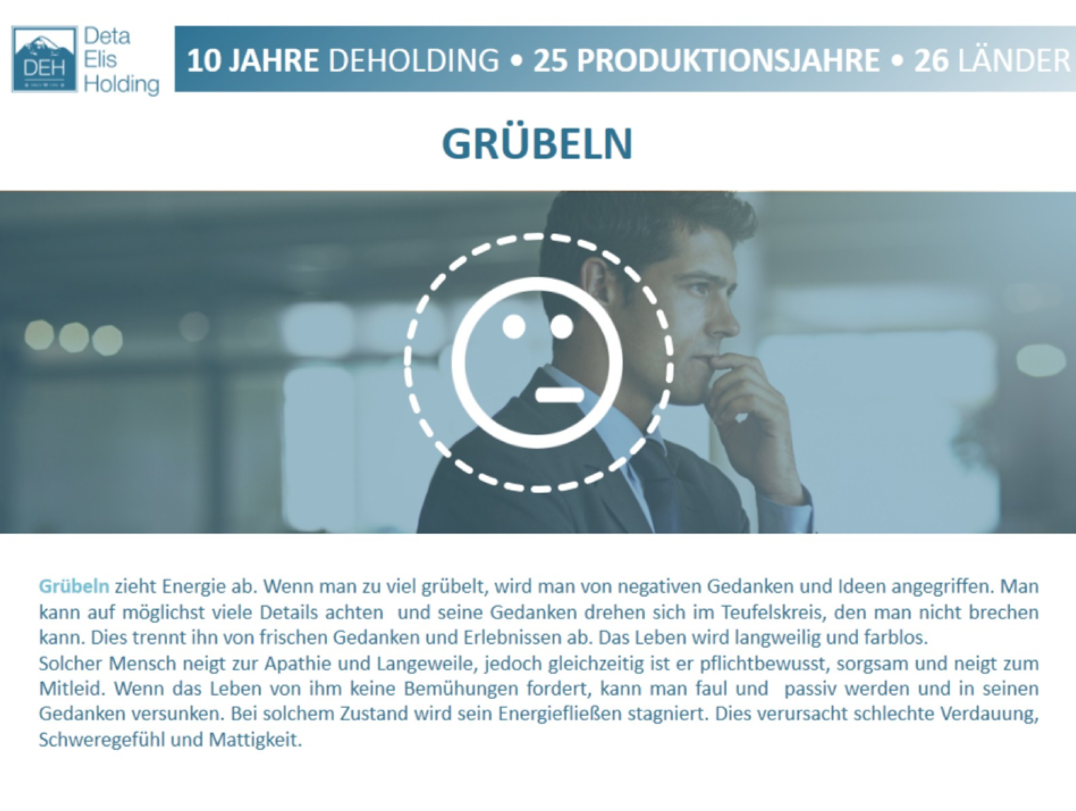 DEH
Deta
Elis
Holding
10 JAHRE DEHOLDING • 25 PRODUKTIONSJAHRE • 26 LÄNDER
GRÜBELN
Grübeln zieht Energie ab. Wenn man zu viel grübelt, wird man von negativen Gedanken und Ideen angegriffen. Man
kann auf möglichst viele Details achten und seine Gedanken drehen sich im Teufelskreis, den man nicht brechen
kann. Dies trennt ihn von frischen Gedanken und Erlebnissen ab. Das Leben wird langweilig und farblos.
Solcher Mensch neigt zur Apathie und Langeweile, jedoch gleichzeitig ist er pflichtbewusst, sorgsam und neigt zum
Mitleid. Wenn das Leben von ihm keine Bemühungen fordert, kann man faul und passiv werden und in seinen
Gedanken versunken. Bei solchem Zustand wird sein Energiefließen stagniert. Dies verursacht schlechte Verdauung,
Schweregefühl und Mattigkeit.